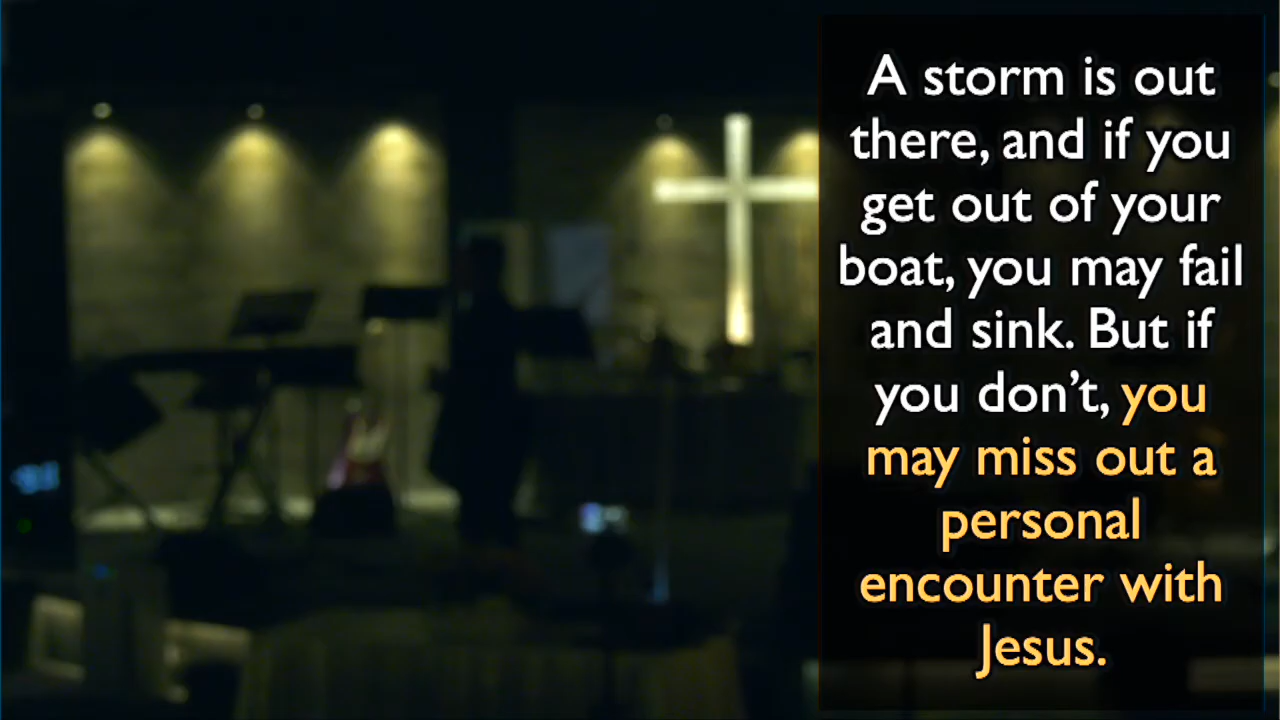 A storm is out
there, and if you
get out of your
boat, you may fail
and sink. But if
you don’t, you
may miss out a
personal
encounter with
Jesus.